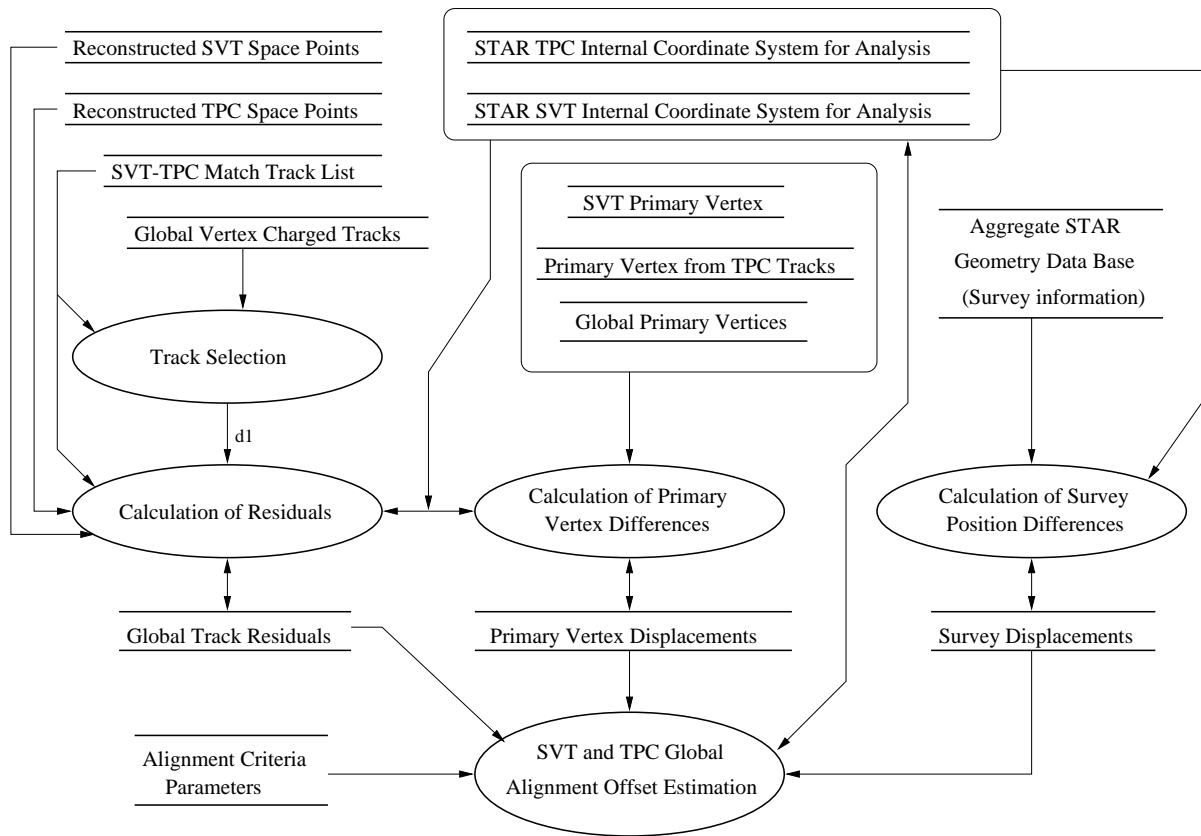 Reconstructed SVT Space Points
STAR TPC Internal Coordinate System for Analysis
Reconstructed TPC Space Points
STAR SVT Internal Coordinate System for Analysis
SVT-TPC Match Track List
SVT Primary Vertex
Global Vertex Charged Tracks
Primary Vertex from TPC Tracks
Global Primary Vertices
Aggregate STAR
Geometry Data Base
(Survey information)
Track Selection
d1
Calculation of Residuals
Calculation of Primary
Vertex Differences
Calculation of Survey
Position Differences
Global Track Residuals
Primary Vertex Displacements
Survey Displacements
Alignment Criteria
Parameters
SVT and TPC Global
Alignment Offset Estimation